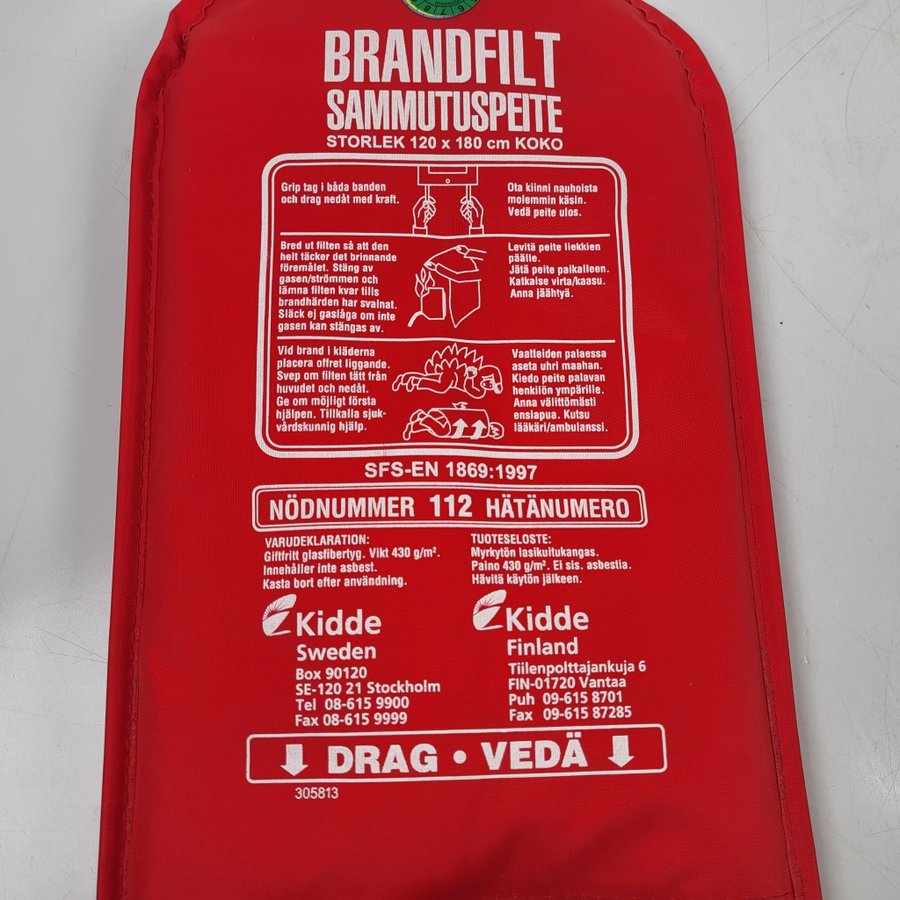 BRANDFILT
SAMMUTUSPEITE
STORLEK 120 x 180 cm KOKO
Grip tag i båda banden
och drag nedåt med kraft.
Ota kiinni nauhoista
molemmin käsin.
Vedä peite ulos.
Bred ut filten så att den
helt täcker det brinnande
föremålet. Stäng av
gasen/strömmen och
lämna filten kvar tills
brandhärden har svalnat.
Släck ej gaslåga om inte
gasen kan stängas av.
Levitä peite liekkien
päälle.
Jätä peite paikalleen.
Katkaise virta/kaasu.
Anna jäähtyä.
Vid brand i kläderna
placera offret liggande.
Svep om filten tätt från
huvudet och nedåt.
Ge om möjligt första
hjälpen. Tillkalla sjuk-
vårdskunnig hjälp.
Vaatteiden palaessa
aseta uhri maahan.
Kiedo peite palavan
henkilön ympärille.
Anna välittömästi
ensiapua. Kutsu
lääkäri/ambulanssi.
SFS-EN 1869:1997
NÖDNUMMER 112 HÄTÄNUMERO
VARUDEKLARATION:
Giftfritt glasfibertyg. Vikt 430 g/m².
Innehåller inte asbest.
Kasta bort efter användning.
TUOTESELOSTE:
Myrkytön lasikuitukangas.
Paino 430 g/m². Ei sis. asbestia.
Hävitä käytön jälkeen.
Kidde
Sweden
Box 90120
SE-120 21 Stockholm
Tel 08-615 9900
Fax 08-615 9999
Kidde
Finland
Tiilenpolttajankuja 6
FIN-01720 Vantaa
Puh 09-615 8701
Fax 09-615 87285
DRAG • VEDÄ
305813